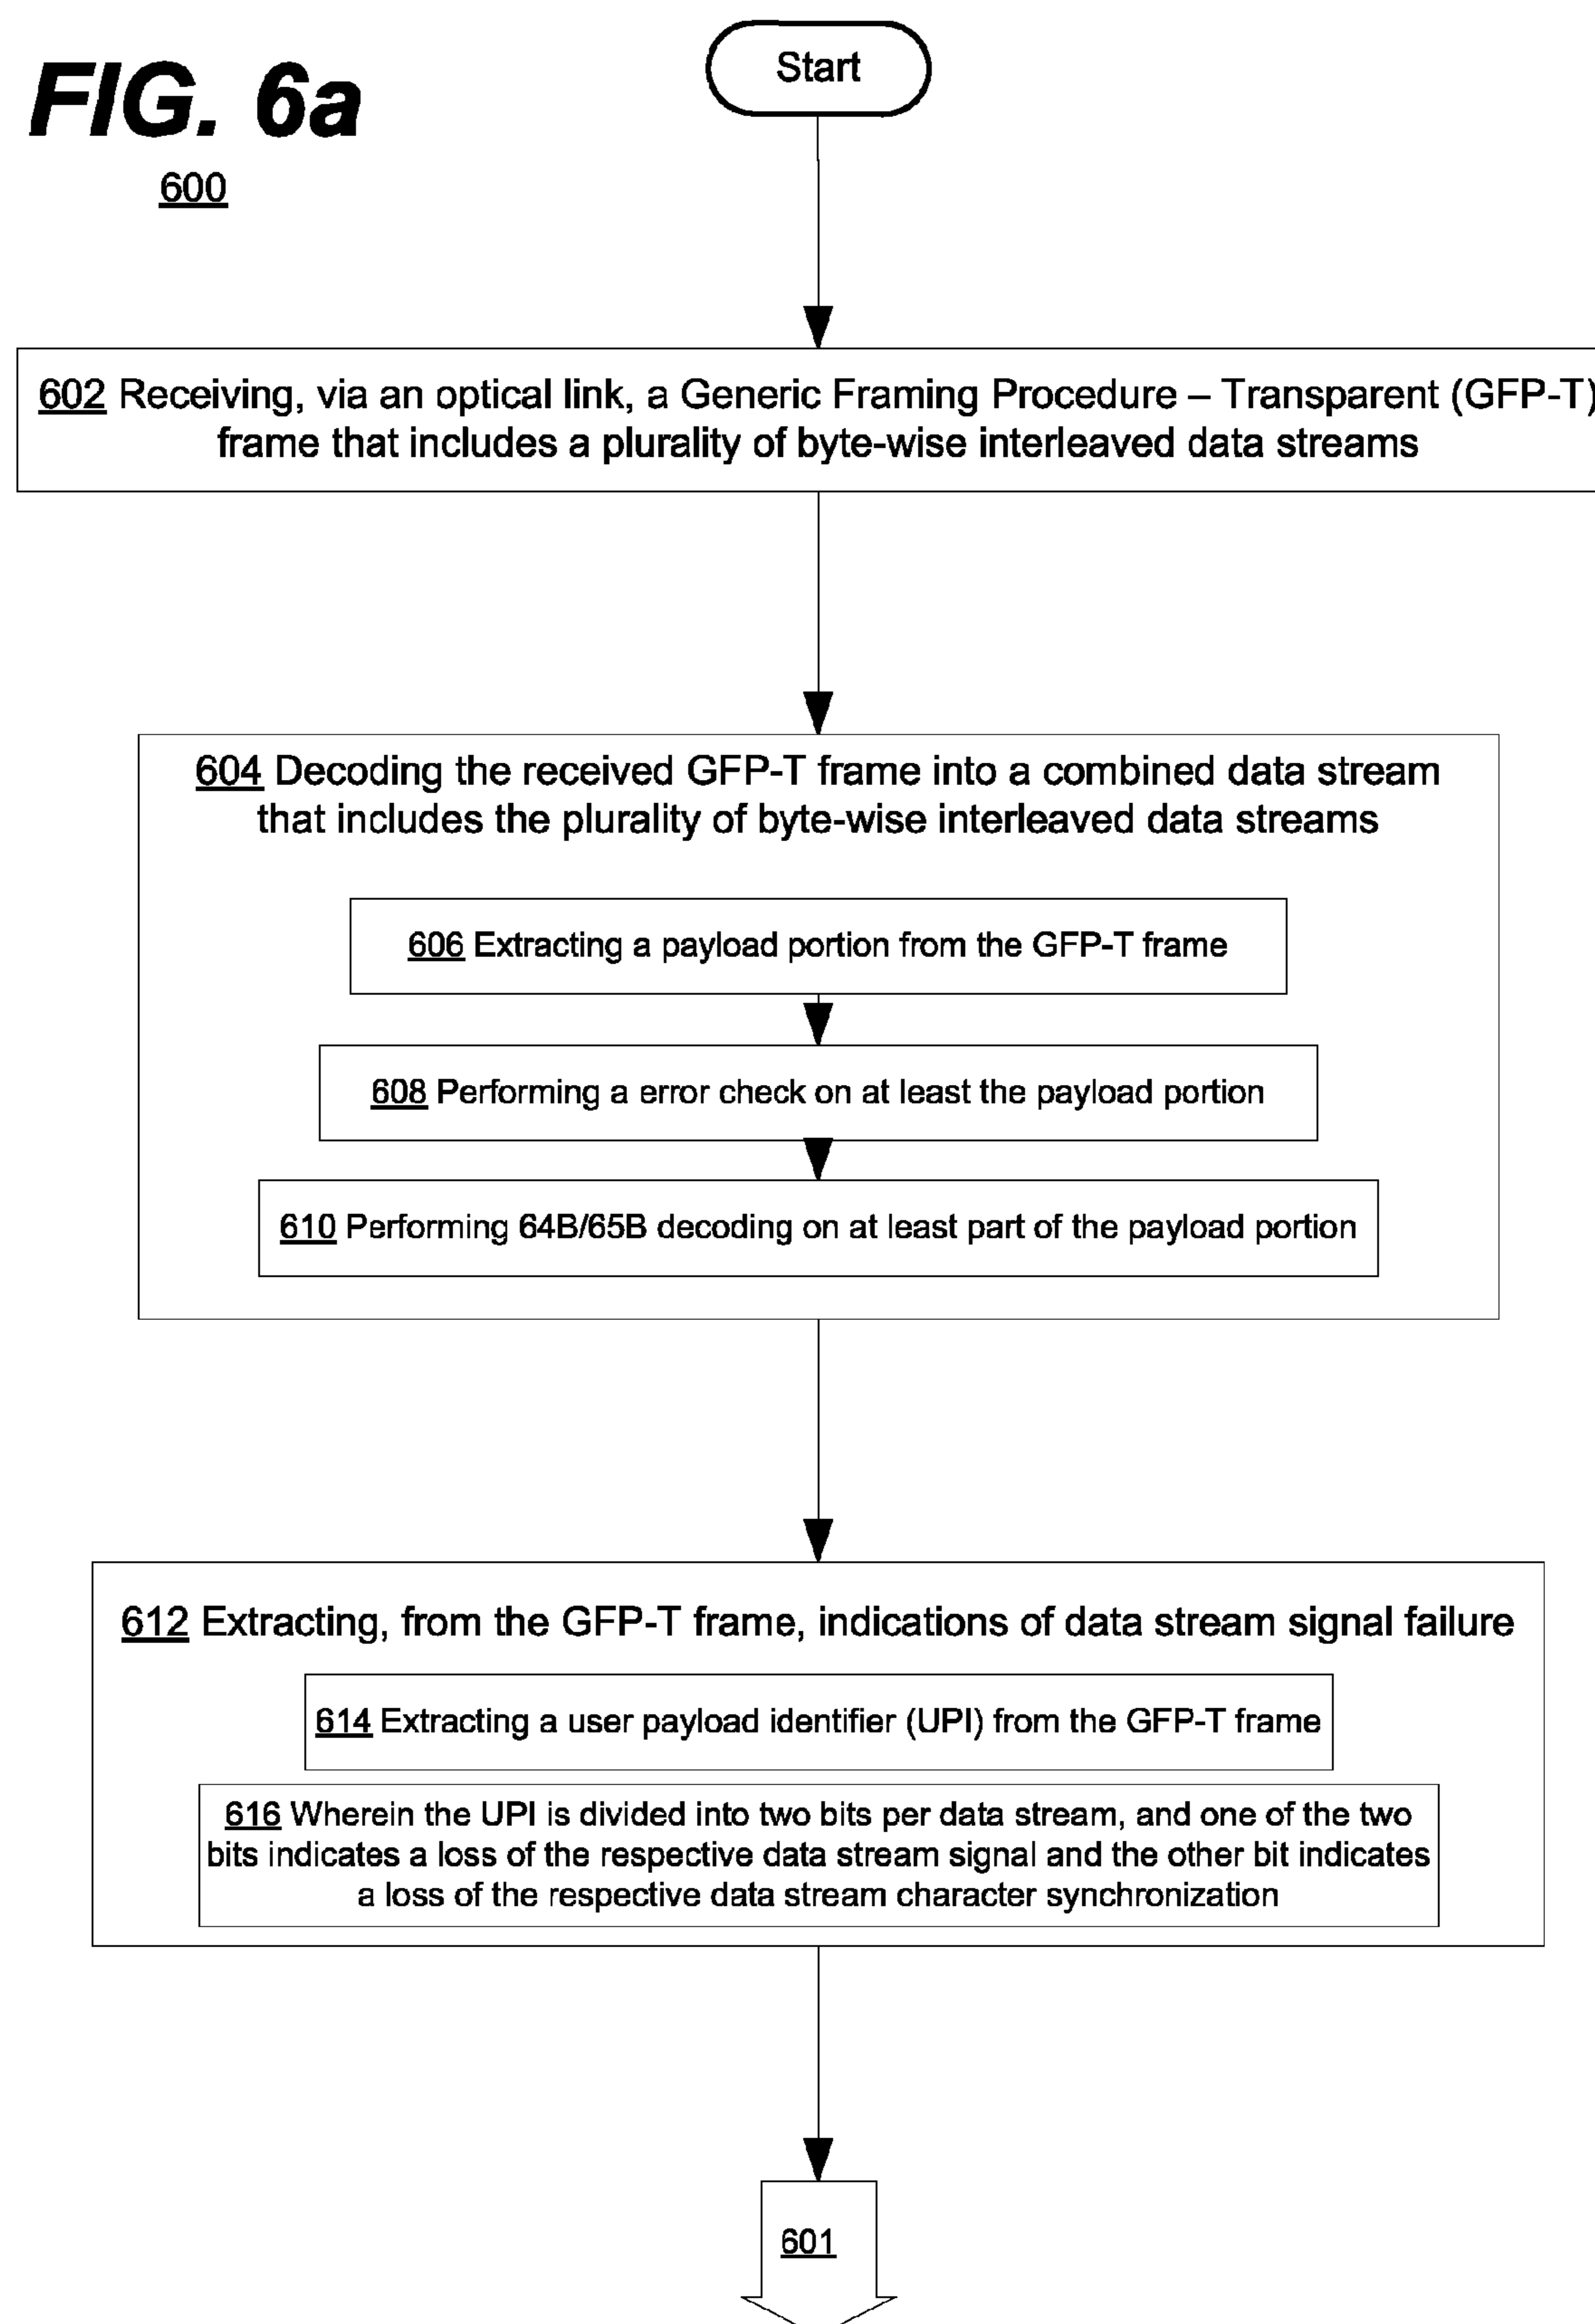 FIG. 6a
600
Start
602 Receiving, via an optical link, a Generic Framing Procedure – Transparent (GFP-T)
frame that includes a plurality of byte-wise interleaved data streams
604 Decoding the received GFP-T frame into a combined data stream
that includes the plurality of byte-wise interleaved data streams
606 Extracting a payload portion from the GFP-T frame
608 Performing a error check on at least the payload portion
610 Performing 64B/65B decoding on at least part of the payload portion
612 Extracting, from the GFP-T frame, indications of data stream signal failure
614 Extracting a user payload identifier (UPI) from the GFP-T frame
616 Wherein the UPI is divided into two bits per data stream, and one of the two
bits indicates a loss of the respective data stream signal and the other bit indicates
a loss of the respective data stream character synchronization
601